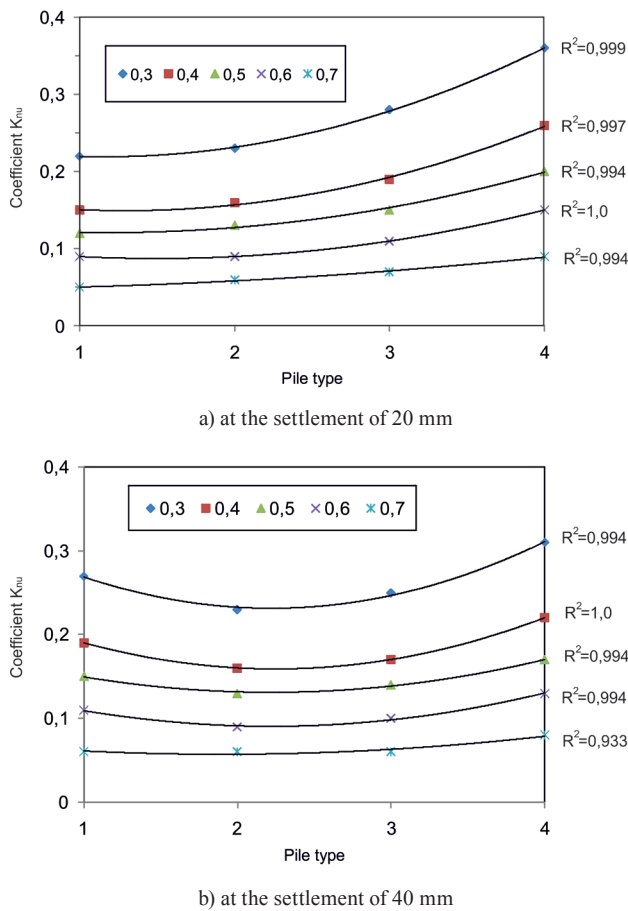 0,4
0,3
0,2
0,1
0
Coefficient Knu
0,3 0,4 0,5 0,6 0,7
R²=0,999
R²=0,997
R²=0,994
R²=1,0
R²=0,994
1 2 3 4
Pile type
a) at the settlement of 20 mm
0,4
0,3
0,2
0,1
0
Coefficient Knu
0,3 0,4 0,5 0,6 0,7
R²=0,994
R²=1,0
R²=0,994
R²=0,994
R²=0,933
1 2 3 4
Pile type
b) at the settlement of 40 mm